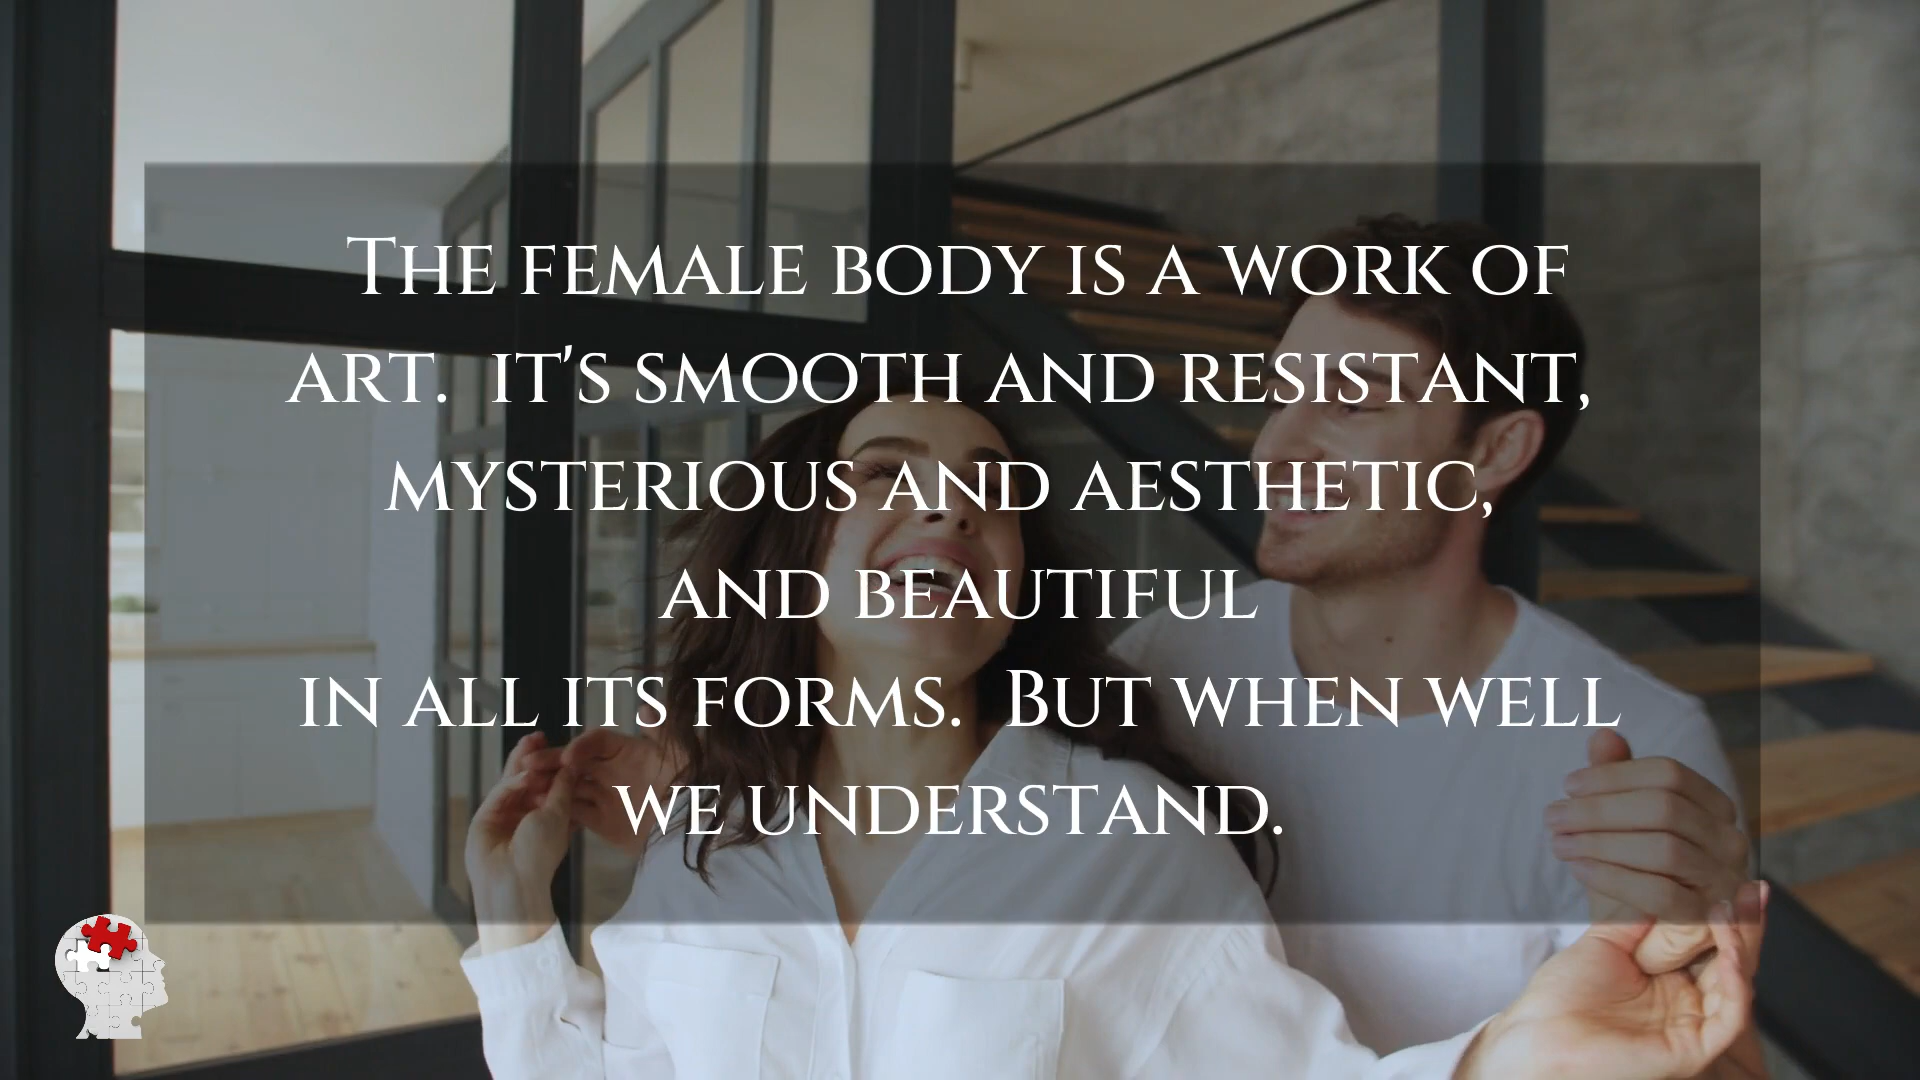 The female body is a work of
art.  it's smooth and resistant,
mysterious and aesthetic,
and beautiful
in all its forms.  But when well
we understand.